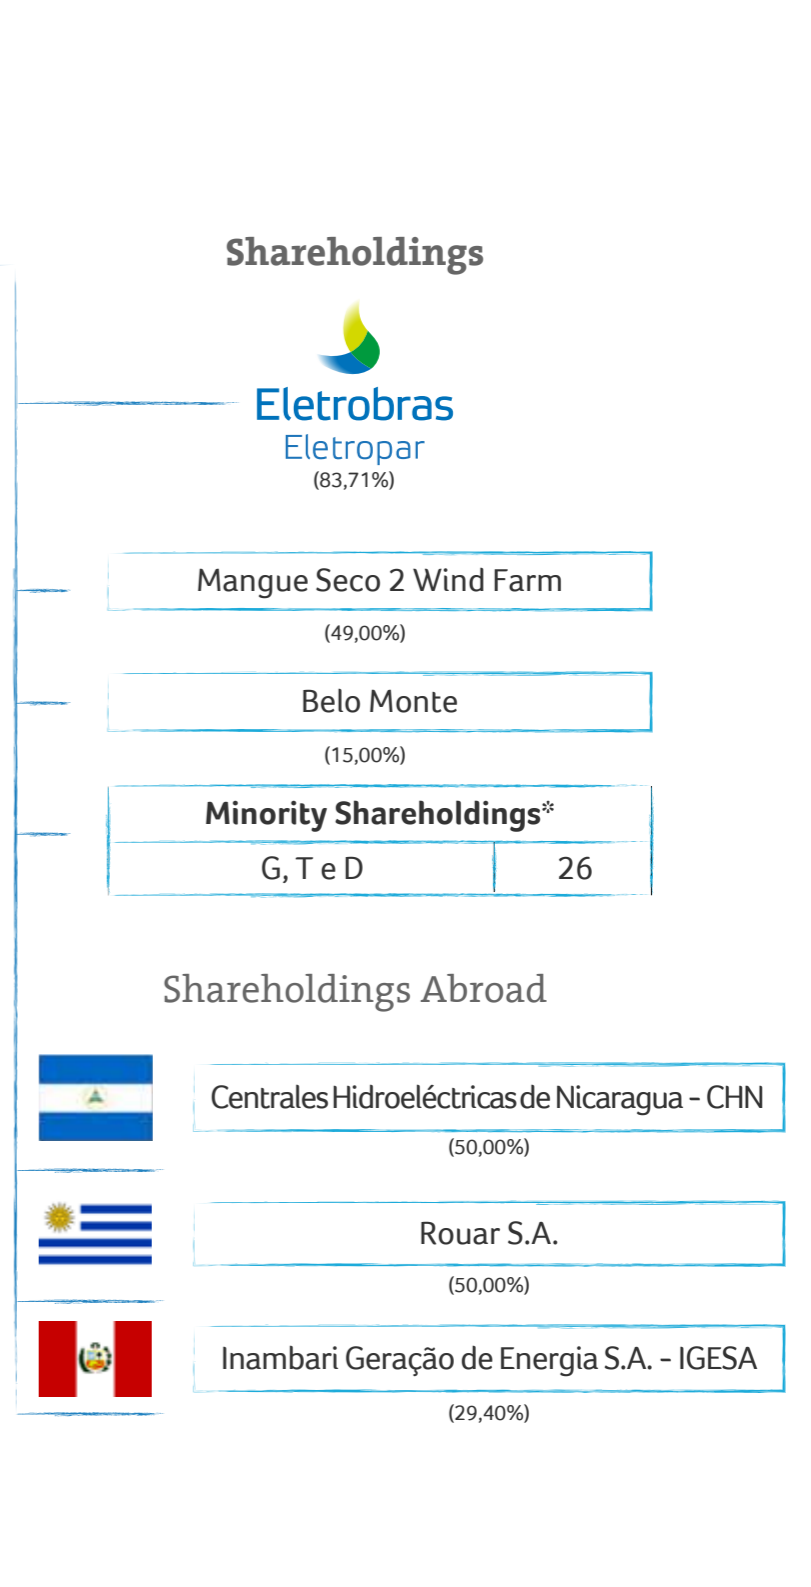 Shareholdings
Eletrobras
Eletropar
(83,71%)
Mangue Seco 2 Wind Farm
(49,00%)
Belo Monte
(15,00%)
Minority Shareholdings*
G, T e D 26
Shareholdings Abroad
Centrales Hidroeléctricas de Nicaragua - CHN
(50,00%)
Rouar S.A.
(50,00%)
Inambari Geração de Energia S.A. - IGESA
(29,40%)